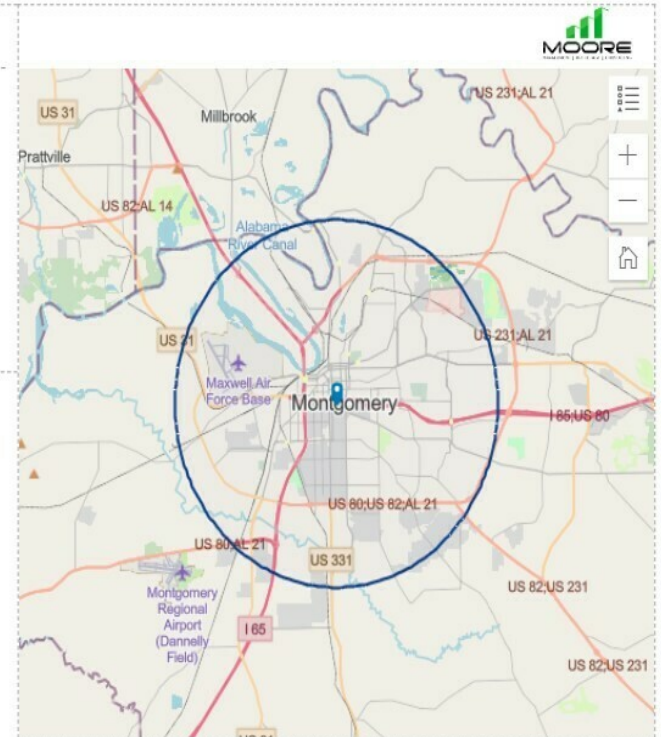 MOORE
US 231;AL 21
US 31
Millbrook
Prattville
US 82;AL 14
Alabama
River Canal
US 31
US 231;AL 21
Maxwell Air
Force Base
Montgomery
I 85;US 80
US 80;US 82;AL 21
US 80;AL 21
US 331
US 82;US 231
Montgomery
Regional
Airport
(Dannelly
Field)
I 65
US 82;US 231